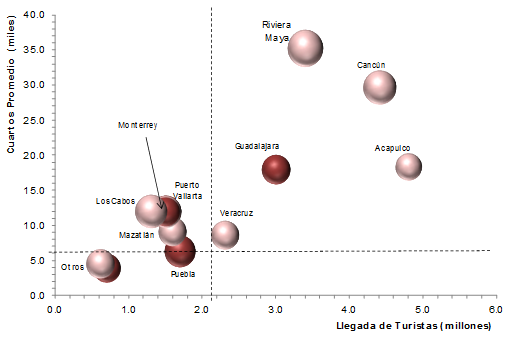 Cuartos Promedio (miles)
40.0
35.0
30.0
25.0
20.0
15.0
10.0
5.0
0.0
Riviera
Maya
Cancún
Monterrey
Guadalajara
Acapulco
Puerto
Vallarta
Los Cabos
Veracruz
Mazatlán
Otros
Puebla
0.0 1.0 2.0 3.0 4.0 5.0 6.0
Llegada de Turistas (millones)